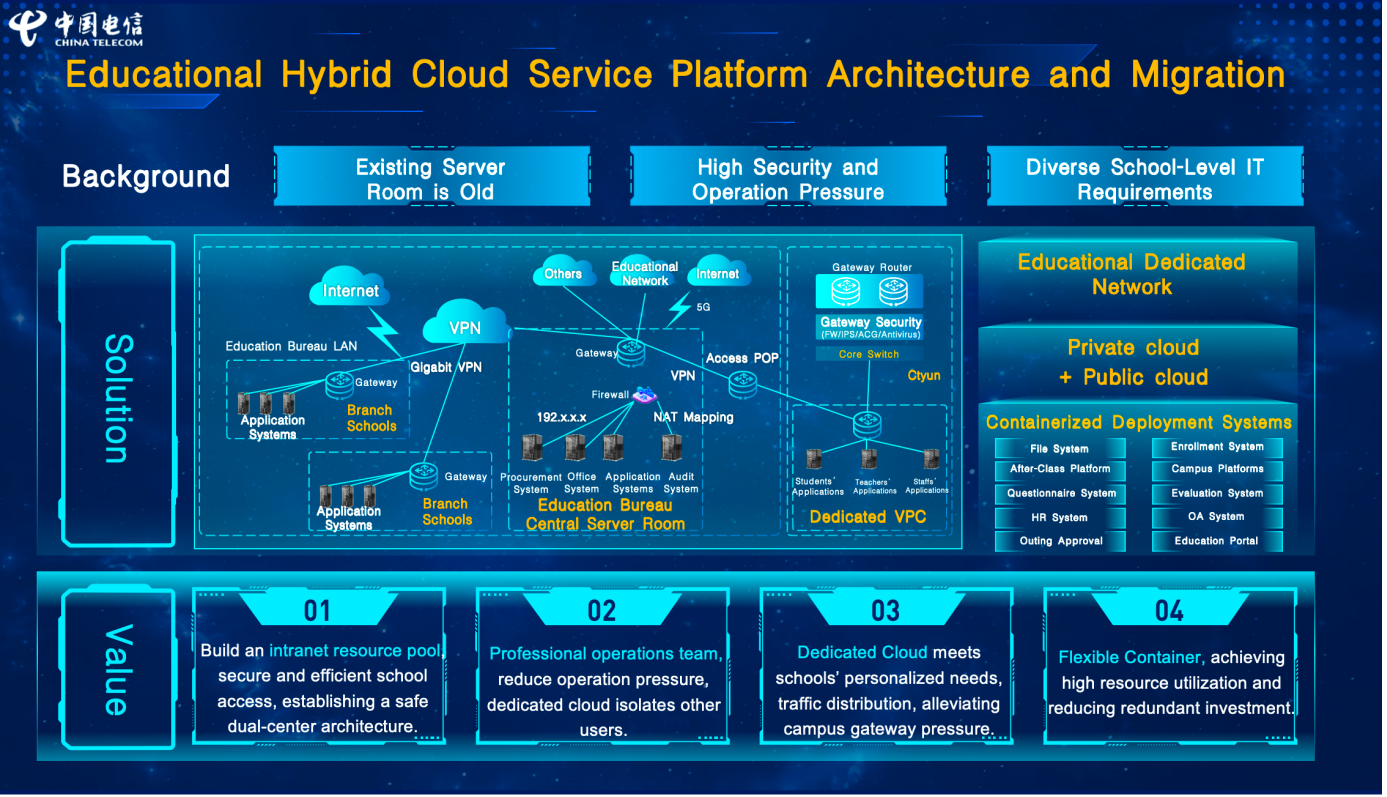 中国电信
CHINA TELECOM
Educational Hybrid Cloud Service Platform Architecture and Migration
Background
Existing Server
Room is Old
High Security and
Operation Pressure
Diverse School-Level IT
Requirements
Solution
Internet
VPN
Education Bureau LAN
Gigabit VPN
Gateway
Branch
Schools
Application
Systems
Gateway
Branch
Schools
Application
Systems
Others
Educational
Network
Internet
5G
Gateway
Firewall
192.x.x.x
NAT Mapping
VPN
Access POP
Procurement
System
Office
System
Application
Systems
Audit
System
Education Bureau
Central Server Room
Gateway Router
Gateway Security
(FW/IPS/ACG/Antivirus)
Core Switch
Ctyun
Students'
Applications
Teachers'
Applications
Staffs'
Applications
Dedicated VPC
Educational Dedicated
Network
Private cloud
+ Public cloud
Containerized Deployment Systems
File System
Enrollment System
After-Class Platform
Campus Platforms
Questionnaire System
Evaluation System
HR System
OA System
Outing Approval
Education Portal
Value
01
Build an intranet resource pool,
secure and efficient school
access, establishing a safe
dual-center architecture.
02
Professional operations team,
reduce operation pressure,
dedicated cloud isolates other
users.
03
Dedicated Cloud meets
schools' personalized needs,
traffic distribution, alleviating
campus gateway pressure.
04
Flexible Container, achieving
high resource utilization and
reducing redundant investment.